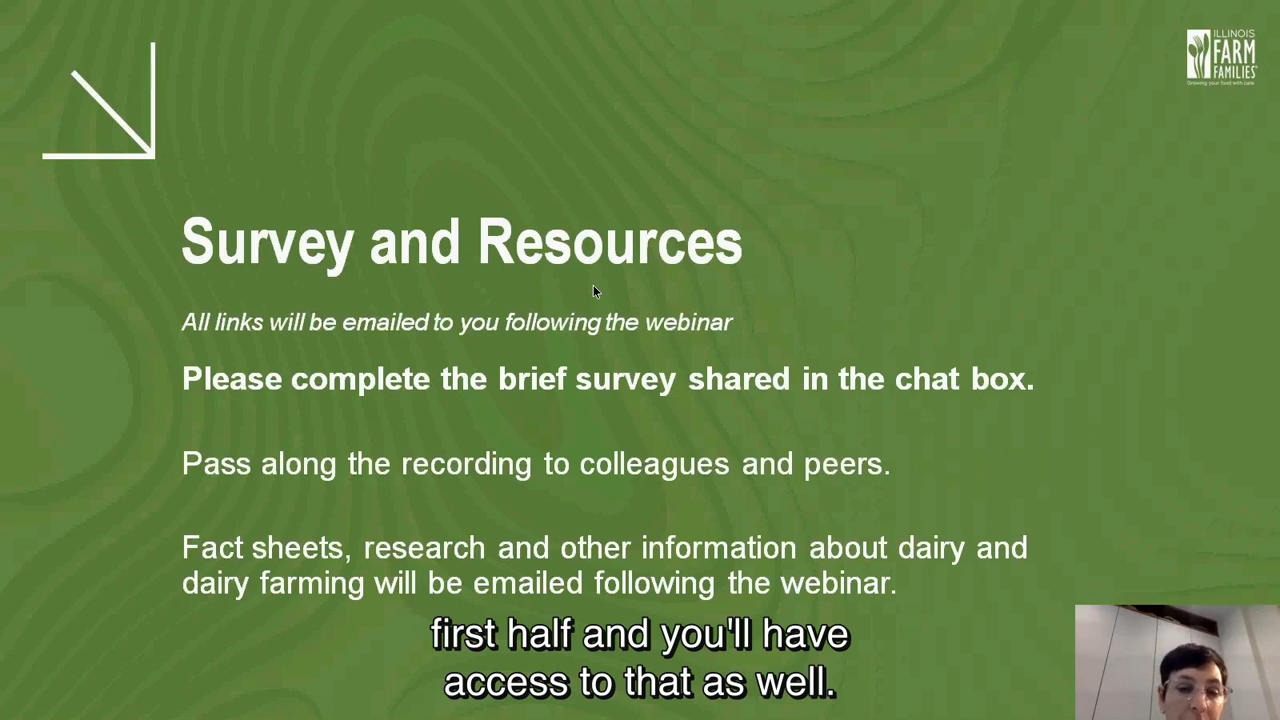 ILLINOIS
FARM
FAMILIES
Growing your food with care.
Survey and Resources
All links will be emailed to you following the webinar
Please complete the brief survey shared in the chat box.
Pass along the recording to colleagues and peers.
Fact sheets, research and other information about dairy and
dairy farming will be emailed following the webinar.
first half and you'll have
access to that as well.